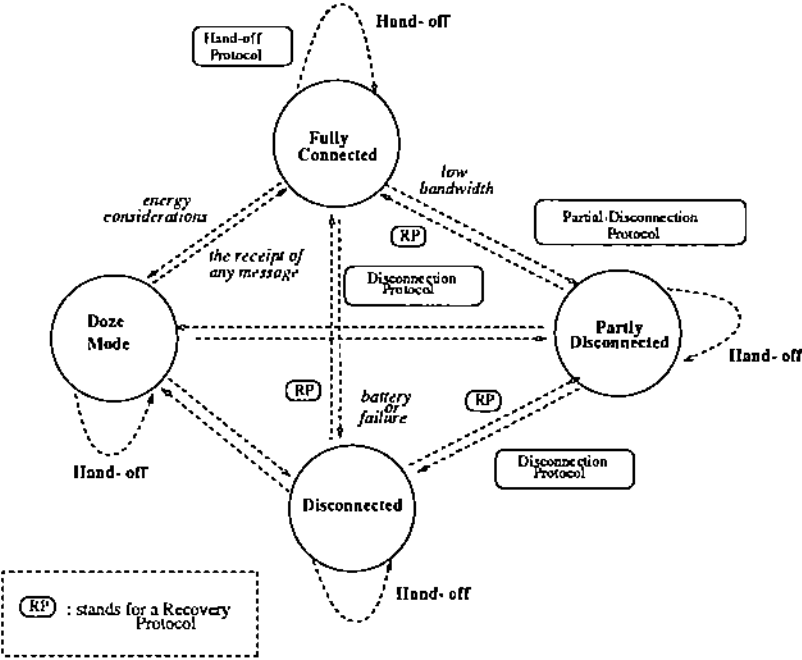 Hand- off
Hand-off
Protocol
Fully
Connected
low
bandwidth
energy
considerations
RP
Partial-Disconnection
Protocol
the receipt of
any message
Disconnection
Protocol
Doze
Mode
Partly
Disconnected
Hand- off
RP
battery
or
failure
RP
Hand- off
Disconnection
Protocol
Disconnected
Hand- off
RP : stands for a Recovery
Protocol